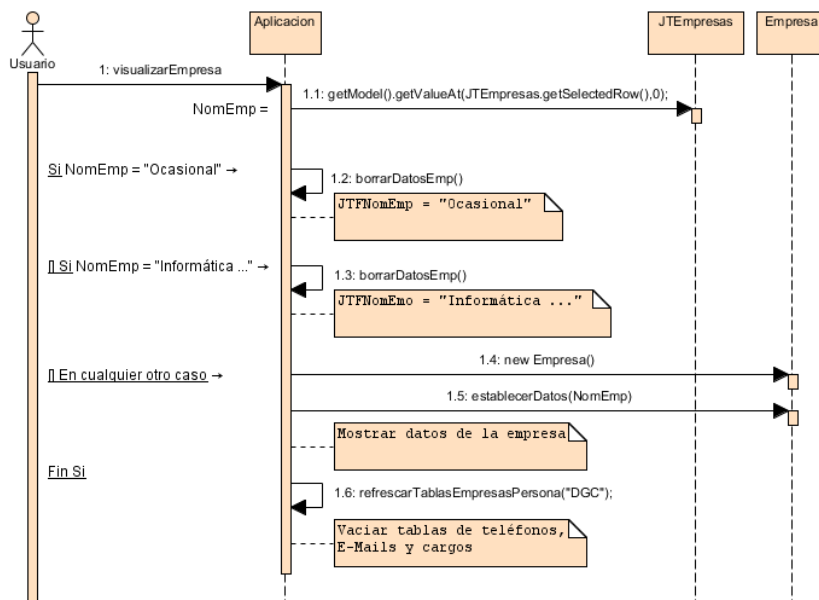 Aplicacion
JTEmpresas
Empresa
Usuario
1: visualizarEmpresa
1.1: getModel().getValueAt(JTEmpresas.getSelectedRow(),0);
NomEmp =
Si NomEmp = "Ocasional" →
1.2: borrarDatosEmp()
JTFNomEmp = "Ocasional"
[] Si NomEmp = "Informática ..." →
1.3: borrarDatosEmp()
JTFNomEmo = "Informática ..."
1.4: new Empresa()
[] En cualquier otro caso →
1.5: establecerDatos(NomEmp)
Mostrar datos de la empresa
Fin Si
1.6: refrescarTablasEmpresasPersona("DGC");
Vaciar tablas de teléfonos,
E-Mails y cargos